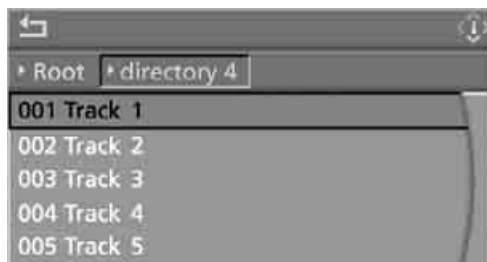 Root directory 4
001 Track 1
002 Track 2
003 Track 3
004 Track 4
005 Track 5